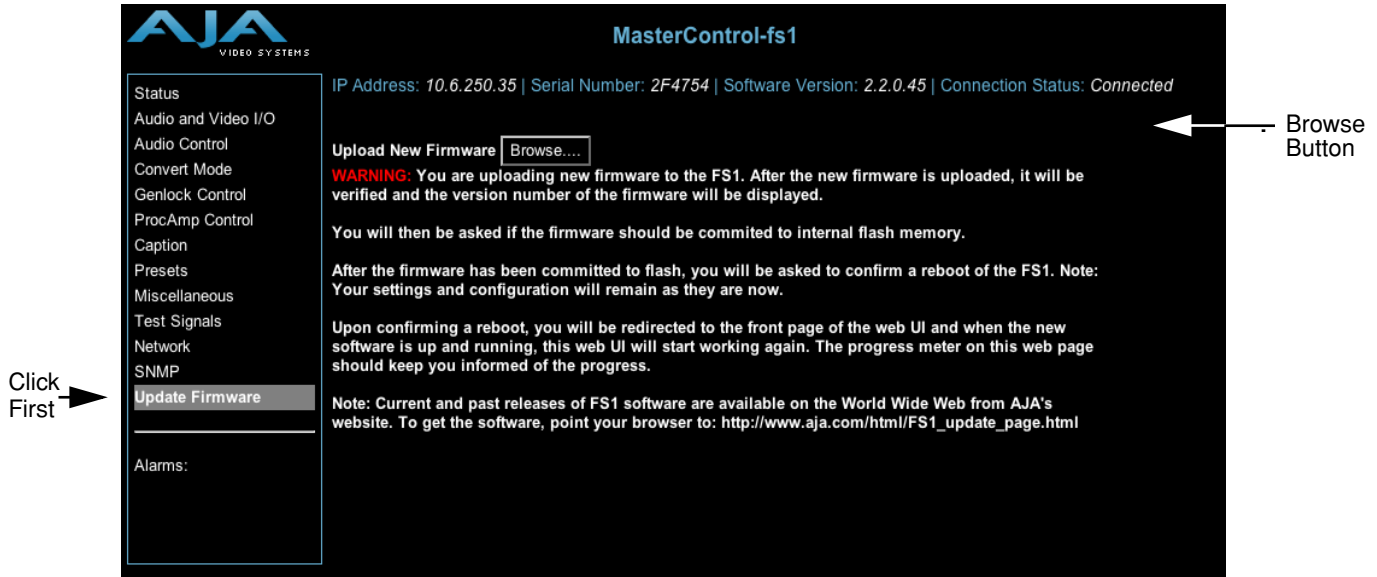 AJA
VIDEO SYSTEMS
MasterControl-fs1
IP Address: 10.6.250.35 | Serial Number: 2F4754 | Software Version: 2.2.0.45 | Connection Status: Connected
Status
Audio and Video I/O
Audio Control
Convert Mode
Genlock Control
ProcAmp Control
Caption
Presets
Miscellaneous
Test Signals
Network
SNMP
Update Firmware
Alarms:
Click
First
Upload New Firmware Browse....
WARNING: You are uploading new firmware to the FS1. After the new firmware is uploaded, it will be
verified and the version number of the firmware will be displayed.
You will then be asked if the firmware should be commited to internal flash memory.
After the firmware has been committed to flash, you will be asked to confirm a reboot of the FS1. Note:
Your settings and configuration will remain as they are now.
Upon confirming a reboot, you will be redirected to the front page of the web UI and when the new
software is up and running, this web UI will start working again. The progress meter on this web page
should keep you informed of the progress.
Note: Current and past releases of FS1 software are available on the World Wide Web from AJA's
website. To get the software, point your browser to: http://www.aja.com/html/FS1_update_page.html
Browse
Button